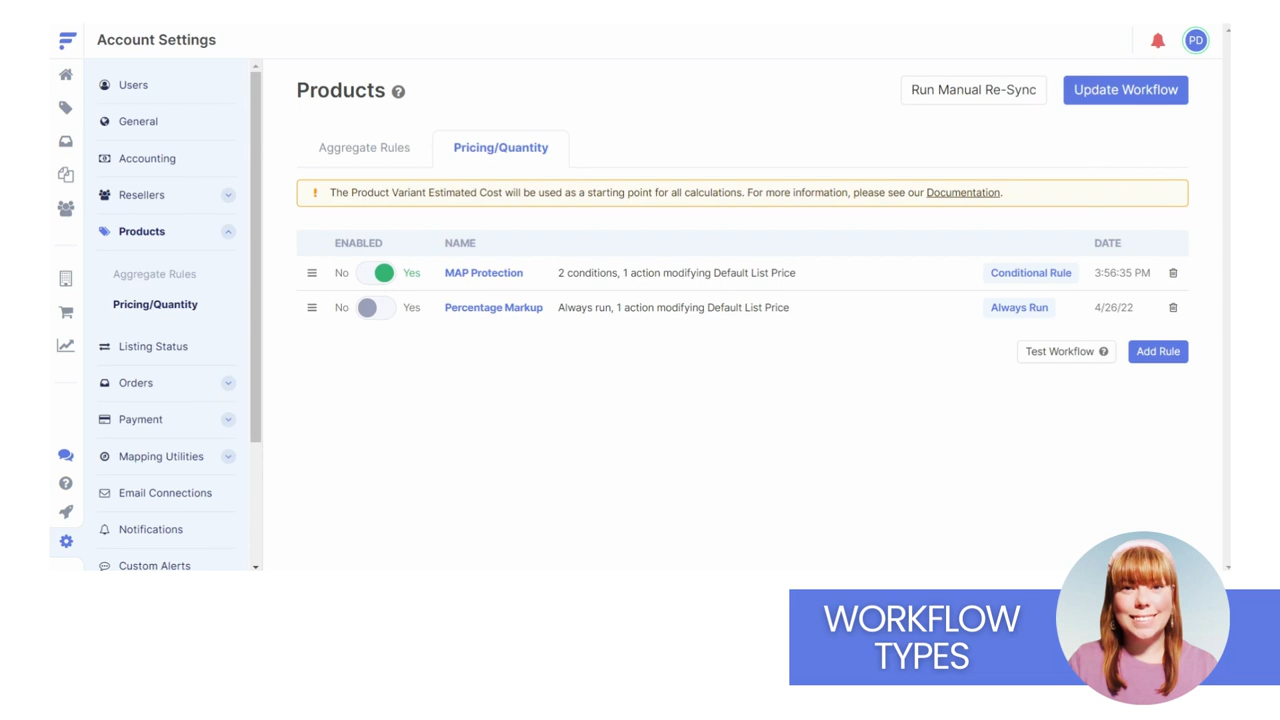 Account Settings
PD
Users
General
Accounting
Resellers
Products
Aggregate Rules
Pricing/Quantity
Listing Status
Orders
Payment
Mapping Utilities
Email Connections
Notifications
Custom Alerts
Products ?
Run Manual Re-Sync
Update Workflow
Aggregate Rules
Pricing/Quantity
! The Product Variant Estimated Cost will be used as a starting point for all calculations. For more information, please see our Documentation.
ENABLED NAME DATE
No Yes MAP Protection 2 conditions, 1 action modifying Default List Price Conditional Rule 3:56:35 PM
No Yes Percentage Markup Always run, 1 action modifying Default List Price Always Run 4/26/22
Test Workflow ? Add Rule
WORKFLOW
TYPES